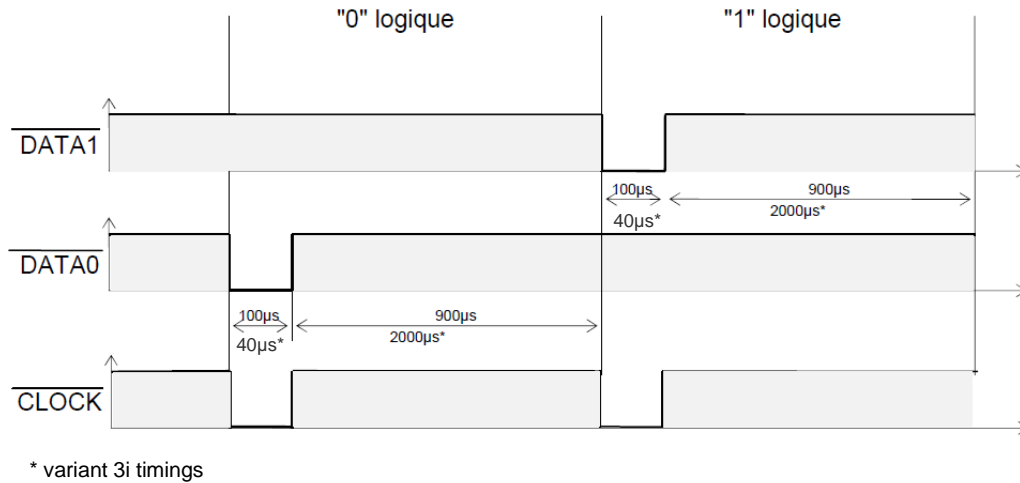 "0" logique "1" logique
DATA1
100µs 900µs
40µs* 2000µs*
DATA0
100µs 900µs
40µs* 2000µs*
CLOCK
* variant 3i timings